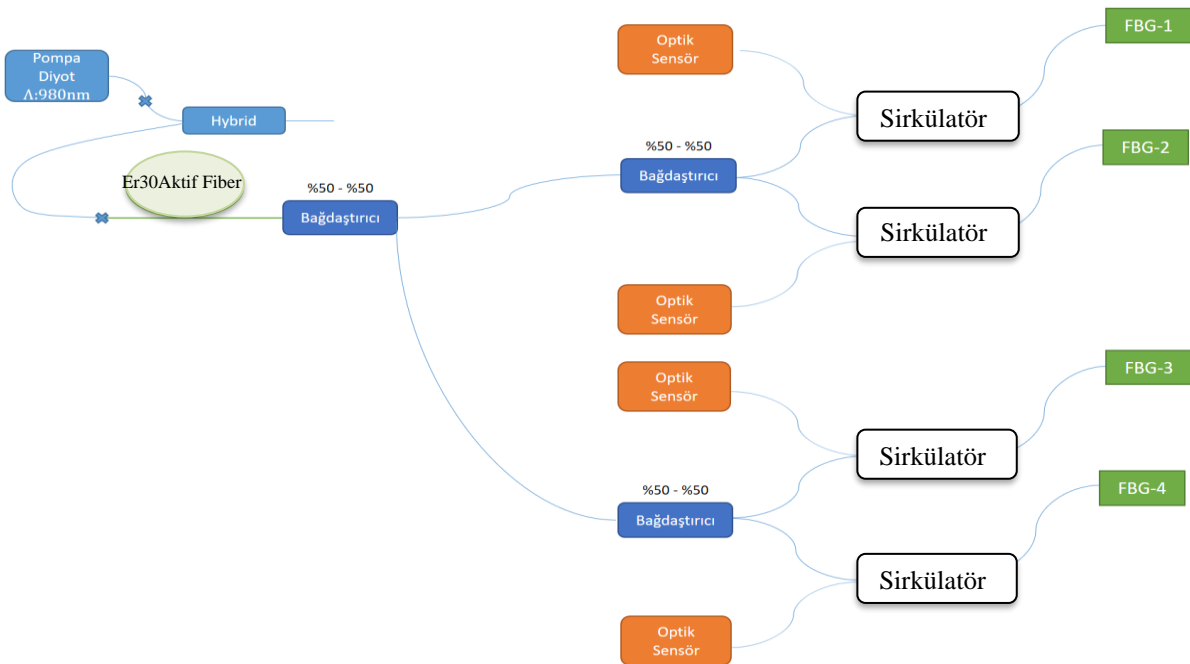 Pompa
Diyot
Λ:980nm
Hybrid
Er30Aktif Fiber
%50 - %50
Bağdaştırıcı
Optik
Sensör
%50 - %50
Bağdaştırıcı
Optik
Sensör
Sirkülatör
Sirkülatör
FBG-1
FBG-2
Optik
Sensör
%50 - %50
Bağdaştırıcı
Optik
Sensör
Sirkülatör
Sirkülatör
FBG-3
FBG-4